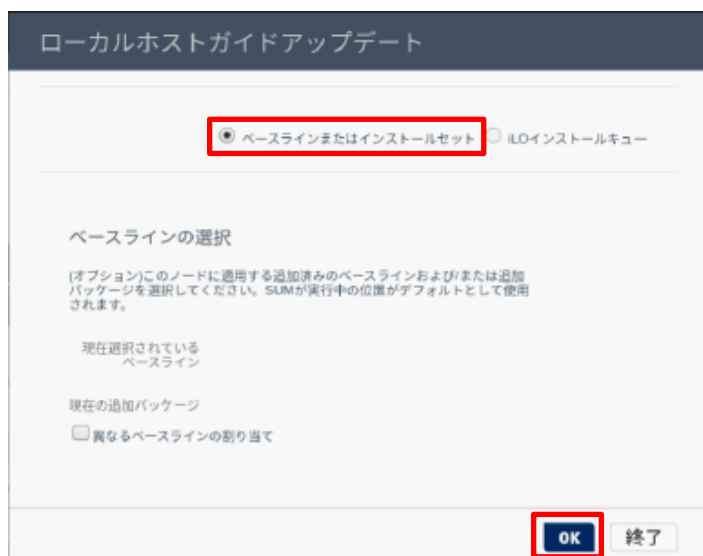 ローカルホストガイドアップデート
ベースラインまたはインストールセット iLOインストールキュー
ベースラインの選択
(オプション)このノードに適用する追加済みのベースラインおよび/または追加
パッケージを選択してください。SUMが実行中の位置がデフォルトとして使用
されます。
現在選択されている
ベースライン
現在の追加パッケージ
異なるベースラインの割り当て
OK 終了